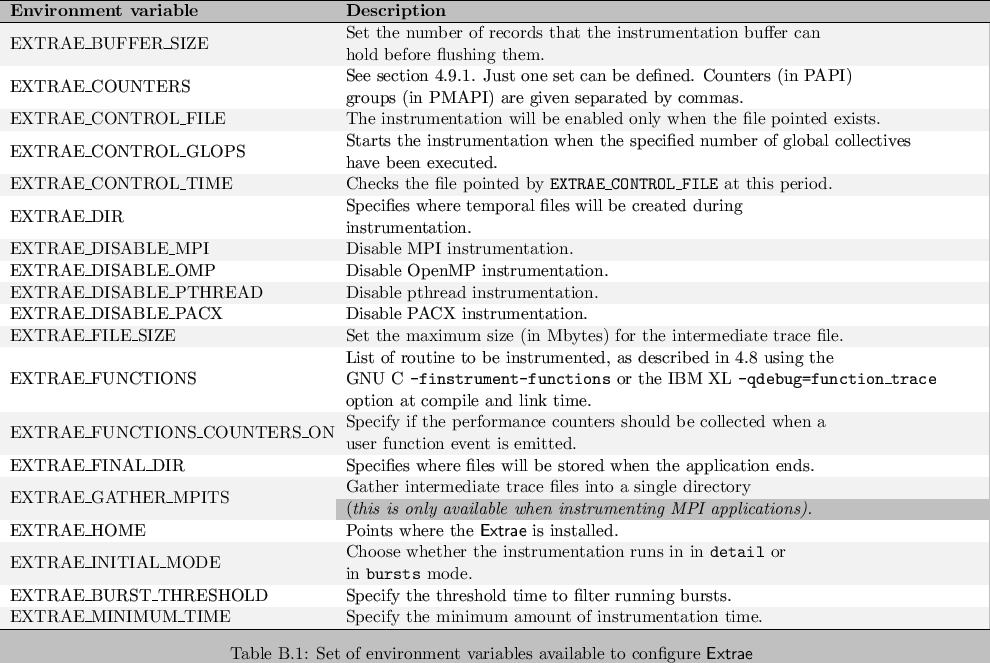 Environment variable Description
EXTRAE_BUFFER_SIZE Set the number of records that the instrumentation buffer can
hold before flushing them.
EXTRAE_COUNTERS See section 4.9.1. Just one set can be defined. Counters (in PAPI)
groups (in PMAPI) are given separated by commas.
EXTRAE_CONTROL_FILE The instrumentation will be enabled only when the file pointed exists.
EXTRAE_CONTROL_GLOPS Starts the instrumentation when the specified number of global collectives
have been executed.
EXTRAE_CONTROL_TIME Checks the file pointed by EXTRAE_CONTROL_FILE at this period.
EXTRAE_DIR Specifies where temporal files will be created during
instrumentation.
EXTRAE_DISABLE_MPI Disable MPI instrumentation.
EXTRAE_DISABLE_OMP Disable OpenMP instrumentation.
EXTRAE_DISABLE_PTHREAD Disable pthread instrumentation.
EXTRAE_DISABLE_PACX Disable PACX instrumentation.
EXTRAE_FILE_SIZE Set the maximum size (in Mbytes) for the intermediate trace file.
EXTRAE_FUNCTIONS List of routine to be instrumented, as described in 4.8 using the
GNU C -finstrument-functions or the IBM XL -qdebug=function_trace
option at compile and link time.
EXTRAE_FUNCTIONS_COUNTERS_ON Specify if the performance counters should be collected when a
user function event is emitted.
EXTRAE_FINAL_DIR Specifies where files will be stored when the application ends.
EXTRAE_GATHER_MPITS Gather intermediate trace files into a single directory
(this is only available when instrumenting MPI applications).
EXTRAE_HOME Points where the Extrae is installed.
EXTRAE_INITIAL_MODE Choose whether the instrumentation runs in in detail or
in bursts mode.
EXTRAE_BURST_THRESHOLD Specify the threshold time to filter running bursts.
EXTRAE_MINIMUM_TIME Specify the minimum amount of instrumentation time.
Table B.1: Set of environment variables available to configure Extrae